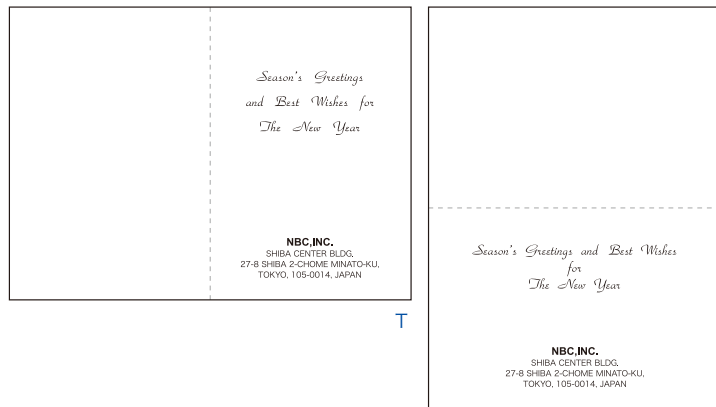 Season's Greetings
and Best Wishes for
The New Year
NBC,INC.
SHIBA CENTER BLDG.
27-8 SHIBA 2-CHOME MINATO-KU,
TOKYO, 105-0014, JAPAN
T
Season's Greetings and Best Wishes
for
The New Year
NBC,INC.
SHIBA CENTER BLDG.
27-8 SHIBA 2-CHOME MINATO-KU,
TOKYO, 105-0014, JAPAN